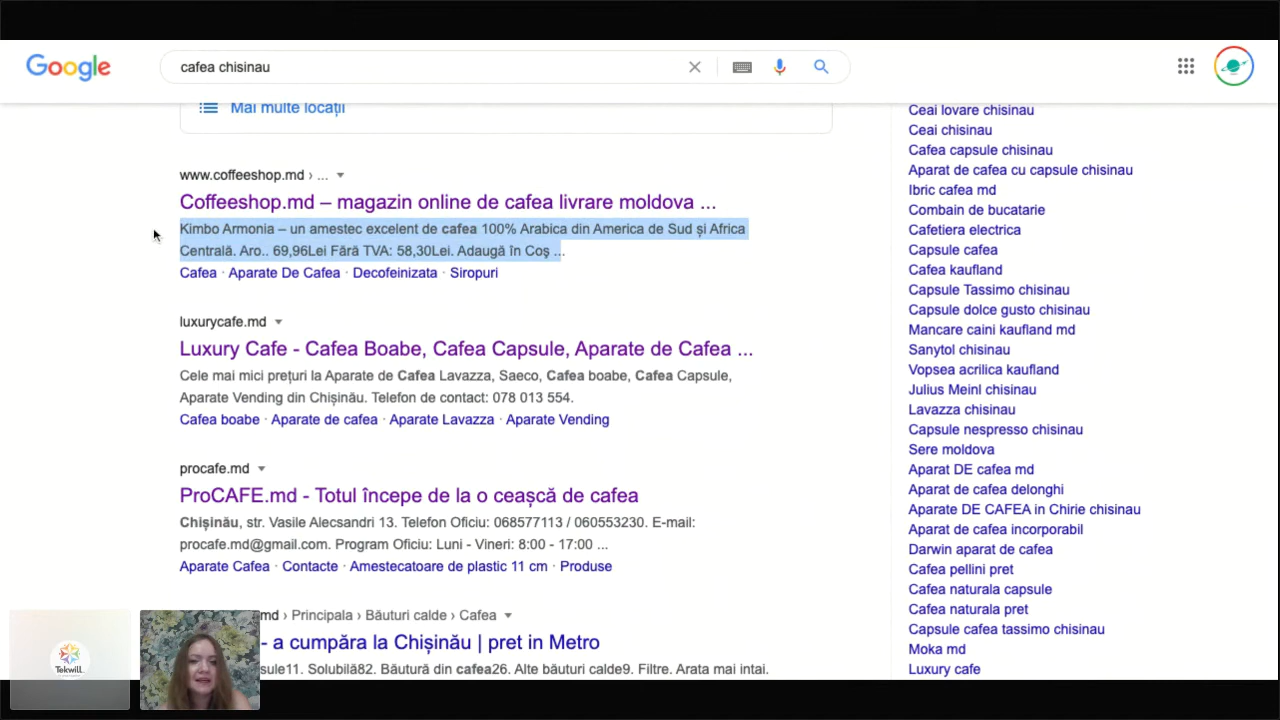 Google
cafea chisinau
Mai multe locații
www.coffeeshop.md › ...
Coffeeshop.md – magazin online de cafea livrare moldova ...
Kimbo Armonia – un amestec excelent de cafea 100% Arabica din America de Sud și Africa
Centrală. Aro.. 69,96Lei Fără TVA: 58,30Lei. Adaugă în Coş ...
Cafea · Aparate De Cafea · Decofeinizata · Siropuri
luxurycafe.md
Luxury Cafe - Cafea Boabe, Cafea Capsule, Aparate de Cafea ...
Cele mai mici prețuri la Aparate de Cafea Lavazza, Saeco, Cafea boabe, Cafea Capsule,
Aparate Vending din Chișinău. Telefon de contact: 078 013 554.
Cafea boabe · Aparate de cafea · Aparate Lavazza · Aparate Vending
procafe.md
ProCAFE.md - Totul începe de la o ceașcă de cafea
Chișinău, str. Vasile Alecsandri 13. Telefon Oficiu: 068577113 / 060553230. E-mail:
procafe.md@gmail.com. Program Oficiu: Luni - Vineri: 8:00 - 17:00 ...
Aparate Cafea · Contacte · Amestecatoare de plastic 11 cm · Produse
md › Principala › Băuturi calde › Cafea
- a cumpăra la Chișinău | pret in Metro
sule11. Solubilă82. Băutură din cafea26. Alte băuturi calde9. Filtre. Arata mai intai.
Ceai lovare chisinau
Ceai chisinau
Cafea capsule chisinau
Aparat de cafea cu capsule chisinau
Ibric cafea md
Combain de bucatarie
Cafetiera electrica
Capsule cafea
Cafea kaufland
Capsule Tassimo chisinau
Capsule dolce gusto chisinau
Mancare caini kaufland md
Sanytol chisinau
Vopsea acrilica kaufland
Julius Meinl chisinau
Lavazza chisinau
Capsule nespresso chisinau
Sere moldova
Aparat DE cafea md
Aparat de cafea delonghi
Aparate DE CAFEA in Chirie chisinau
Aparat de cafea incorporabil
Darwin aparat de cafea
Cafea pellini pret
Cafea naturala capsule
Cafea naturala pret
Capsule cafea tassimo chisinau
Moka md
Luxury cafe
Tekwill